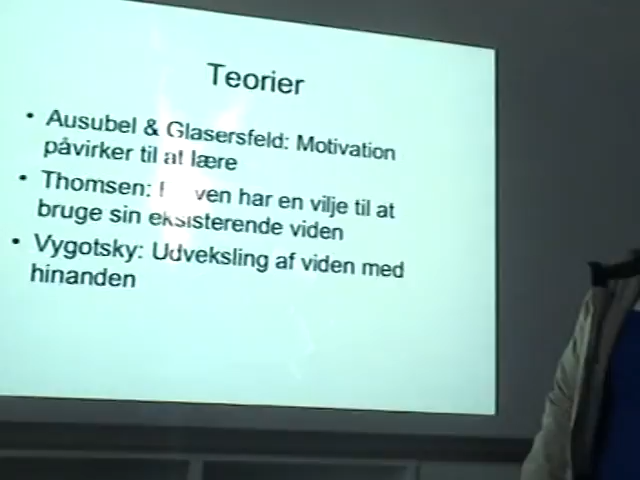 Teorier
• Ausubel & Glasersfeld: Motivation
påvirker til at lære
• Thomsen: har en vilje til at
bruge sin eksisterende viden
• Vygotsky: Udveksling af viden med
hinanden